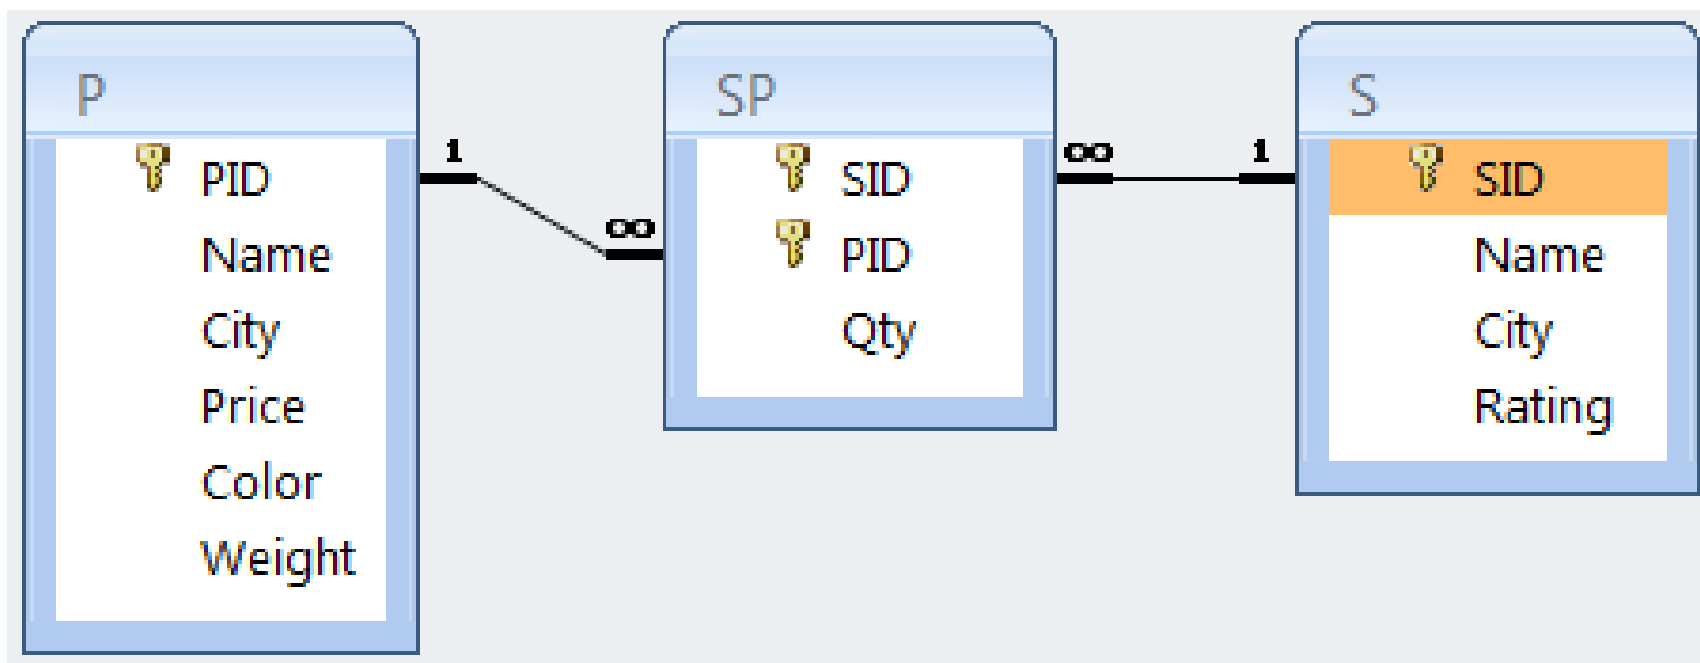 P
PID
Name
City
Price
Color
Weight
1
∞
SP
SID
PID
Qty
∞
1
S
SID
Name
City
Rating